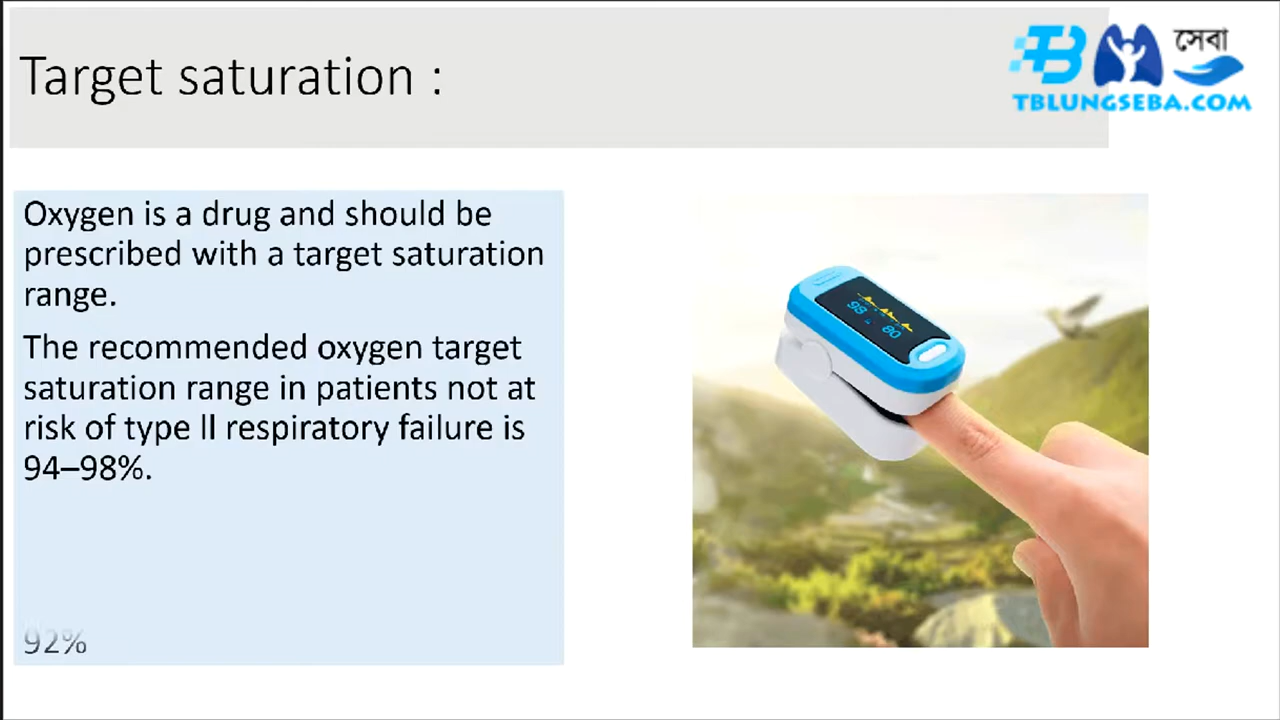 Target saturation :
TB সেবা
TBLUNGSEBA.COM
Oxygen is a drug and should be
prescribed with a target saturation
range.
The recommended oxygen target
saturation range in patients not at
risk of type II respiratory failure is
94–98%.
92%
98 80